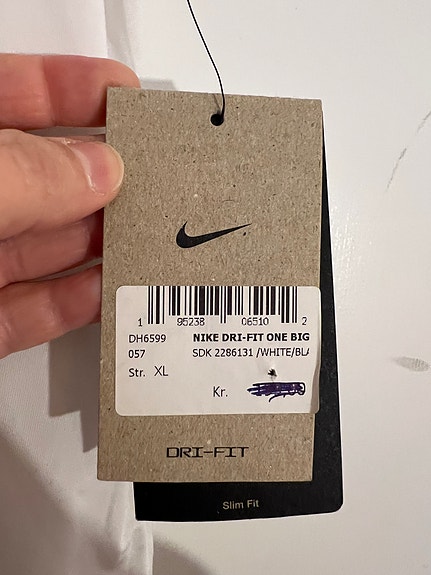 1 95238 06510 2
DH6599 NIKE DRI-FIT ONE BIG
057 SDK 2286131 /WHITE/BLA
Str. XL
Kr.
DRI-FIT
Slim Fit